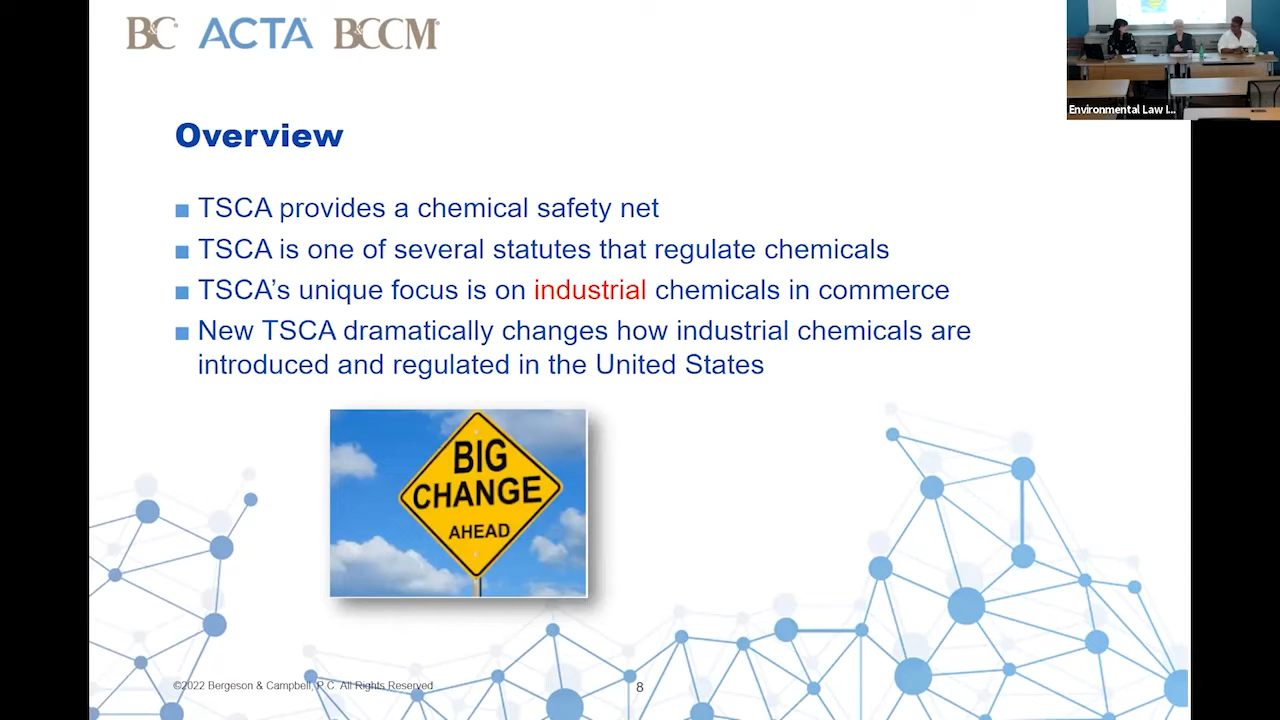 B&C® ACTA® BCCM®
Environmental Law I...
Overview
TSCA provides a chemical safety net
TSCA is one of several statutes that regulate chemicals
TSCA’s unique focus is on industrial chemicals in commerce
New TSCA dramatically changes how industrial chemicals are
introduced and regulated in the United States
BIG
CHANGE
AHEAD
©2022 Bergeson & Campbell, P.C. All Rights Reserved
8